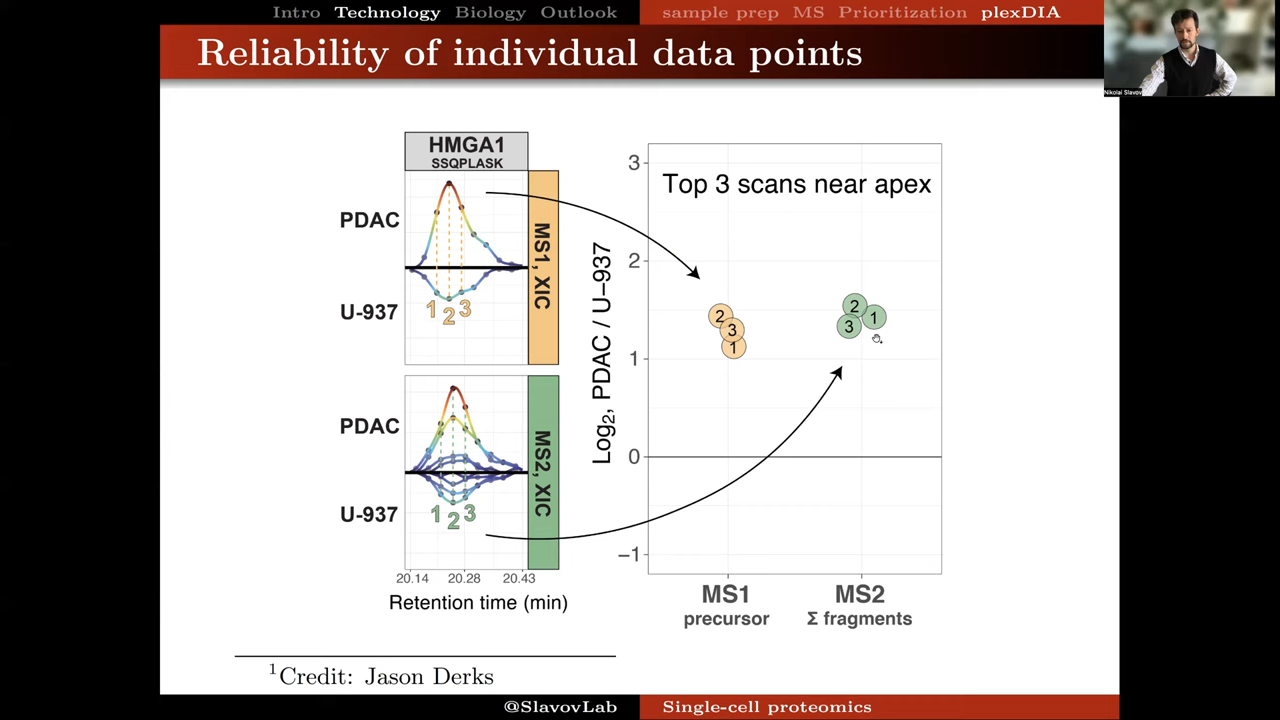 Intro Technology Biology Outlook sample prep MS Prioritization plexDIA
Reliability of individual data points
Nikolai Slavov
HMGA1
SSQPLASK
PDAC
U-937
1 2 3
MS1, XIC
PDAC
U-937
1 2 3
MS2, XIC
20.14 20.28 20.43
Retention time (min)
Top 3 scans near apex
Log2, PDAC / U-937
3
2
1
0
−1
2
3
1
2
1
3
MS1
precursor
MS2
Σ fragments
1Credit: Jason Derks
@SlavovLab Single-cell proteomics